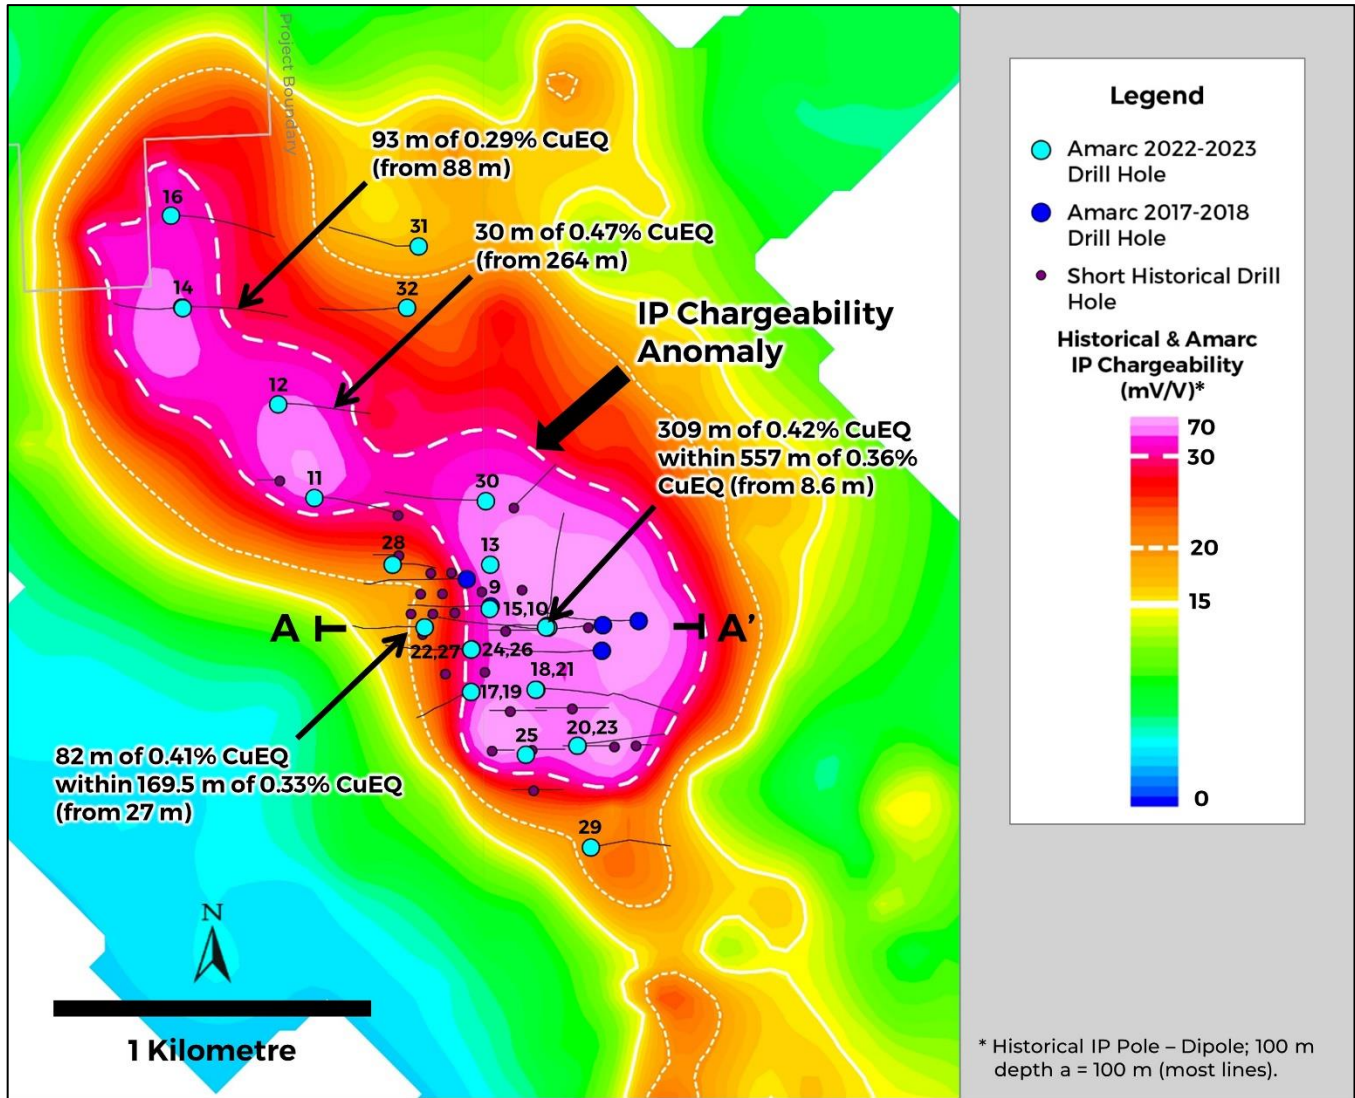 Project Boundary
93 m of 0.29% CuEQ
(from 88 m)
16
31
30 m of 0.47% CuEQ
(from 264 m)
14
32
IP Chargeability
Anomaly
12
309 m of 0.42% CuEQ
within 557 m of 0.36%
CuEQ (from 8.6 m)
11
30
28
13
9
15,10
A
A'
22,27
24,26
18,21
17,19
20,23
25
82 m of 0.41% CuEQ
within 169.5 m of 0.33% CuEQ
(from 27 m)
29
N
1 Kilometre
Legend
Amarc 2022-2023
Drill Hole
Amarc 2017-2018
Drill Hole
Short Historical Drill
Hole
Historical & Amarc
IP Chargeability
(mV/V)*
70
30
20
15
0
* Historical IP Pole – Dipole; 100 m
depth a = 100 m (most lines).